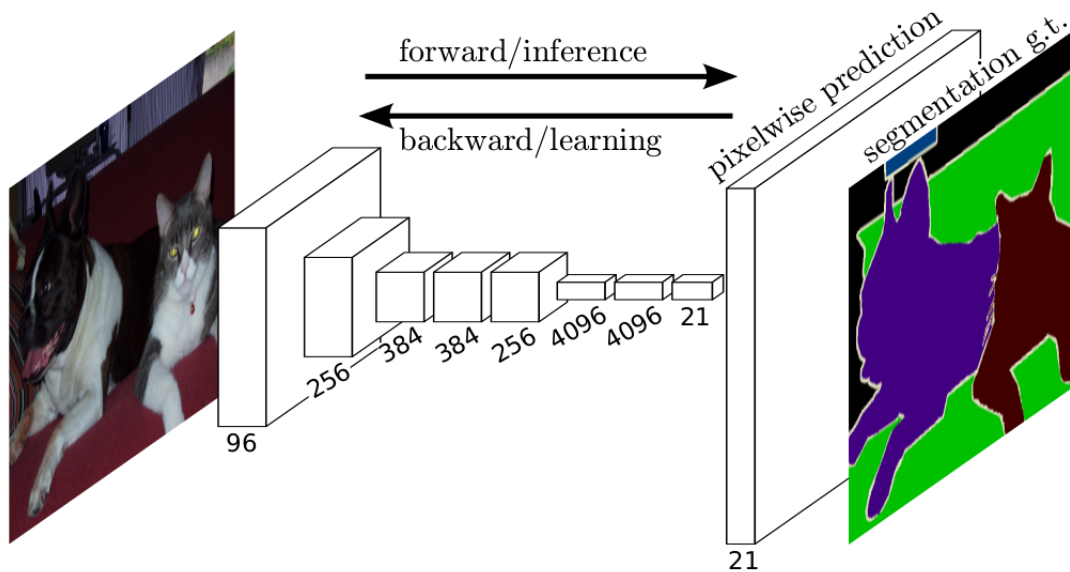 forward/inference
backward/learning
pixelwise prediction
segmentation g.t.
96
256
384
384
256
4096
4096
21
21